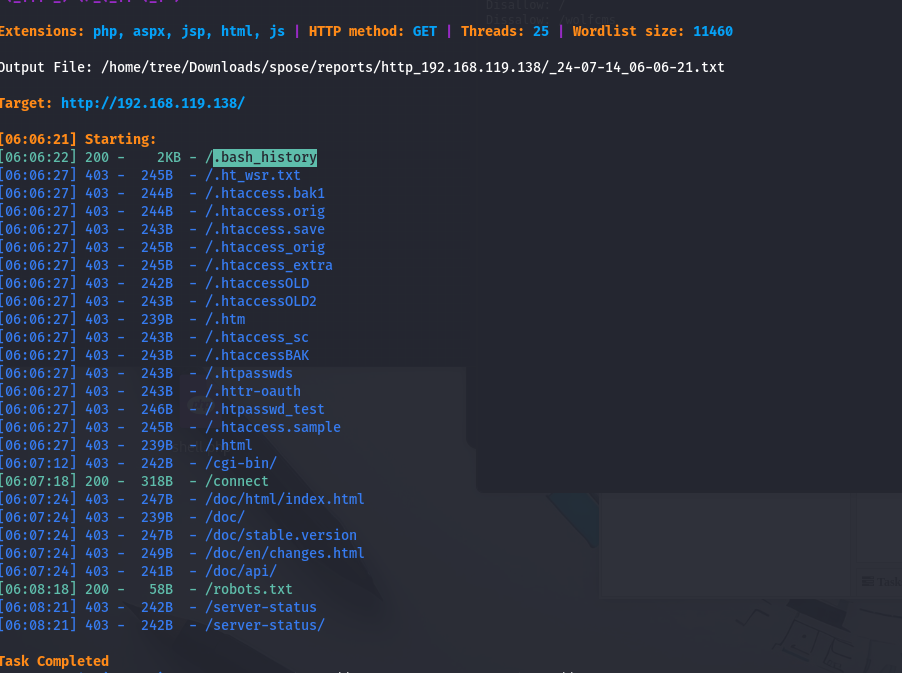 Disallow: /
Extensions: php, aspx, jsp, html, js | HTTP method: GET | Threads: 25 | Wordlist size: 11460
Output File: /home/tree/Downloads/spose/reports/http_192.168.119.138/_24-07-14_06-06-21.txt
Target: http://192.168.119.138/
[06:06:21] Starting:
[06:06:22] 200 -    2KB - /.bash_history
[06:06:27] 403 -  245B  - /.ht_wsr.txt
[06:06:27] 403 -  244B  - /.htaccess.bak1
[06:06:27] 403 -  244B  - /.htaccess.orig
[06:06:27] 403 -  243B  - /.htaccess.save
[06:06:27] 403 -  245B  - /.htaccess_orig
[06:06:27] 403 -  245B  - /.htaccess_extra
[06:06:27] 403 -  242B  - /.htaccessOLD
[06:06:27] 403 -  243B  - /.htaccessOLD2
[06:06:27] 403 -  239B  - /.htm
[06:06:27] 403 -  243B  - /.htaccess_sc
[06:06:27] 403 -  243B  - /.htaccessBAK
[06:06:27] 403 -  243B  - /.htpasswds
[06:06:27] 403 -  243B  - /.httr-oauth
[06:06:27] 403 -  246B  - /.htpasswd_test
[06:06:27] 403 -  245B  - /.htaccess.sample
[06:06:27] 403 -  239B  - /.html
[06:07:12] 403 -  242B  - /cgi-bin/
[06:07:18] 200 -  318B  - /connect
[06:07:24] 403 -  247B  - /doc/html/index.html
[06:07:24] 403 -  239B  - /doc/
[06:07:24] 403 -  247B  - /doc/stable.version
[06:07:24] 403 -  249B  - /doc/en/changes.html
[06:07:24] 403 -  241B  - /doc/api/
[06:08:18] 200 -   58B  - /robots.txt
[06:08:21] 403 -  242B  - /server-status
[06:08:21] 403 -  242B  - /server-status/
Task Completed